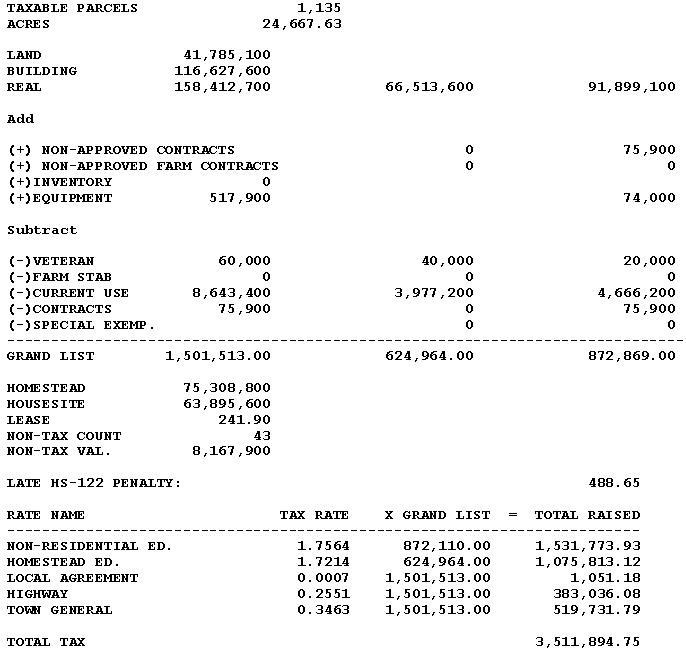 TAXABLE PARCELS 1,135
ACRES 24,667.63
LAND 41,785,100
BUILDING 116,627,600
REAL 158,412,700 66,513,600 91,899,100
Add
(+) NON-APPROVED CONTRACTS 0 75,900
(+) NON-APPROVED FARM CONTRACTS 0 0
(+)INVENTORY 0
(+)EQUIPMENT 517,900 74,000
Subtract
(-)VETERAN 60,000 40,000 20,000
(-)FARM STAB 0 0 0
(-)CURRENT USE 8,643,400 3,977,200 4,666,200
(-)CONTRACTS 75,900 0 75,900
(-)SPECIAL EXEMP. 0 0
--------------------------------------------------------------------------------
GRAND LIST 1,501,513.00 624,964.00 872,869.00
HOMESTEAD 75,308,800
HOUSESITE 63,895,600
LEASE 241.90
NON-TAX COUNT 43
NON-TAX VAL. 8,167,900
LATE HS-122 PENALTY: 488.65
RATE NAME TAX RATE X GRAND LIST = TOTAL RAISED
--------------------------------------------------------------------------------
NON-RESIDENTIAL ED. 1.7564 872,110.00 1,531,773.93
HOMESTEAD ED. 1.7214 624,964.00 1,075,813.12
LOCAL AGREEMENT 0.0007 1,501,513.00 1,051.18
HIGHWAY 0.2551 1,501,513.00 383,036.08
TOWN GENERAL 0.3463 1,501,513.00 519,731.79
TOTAL TAX 3,511,894.75